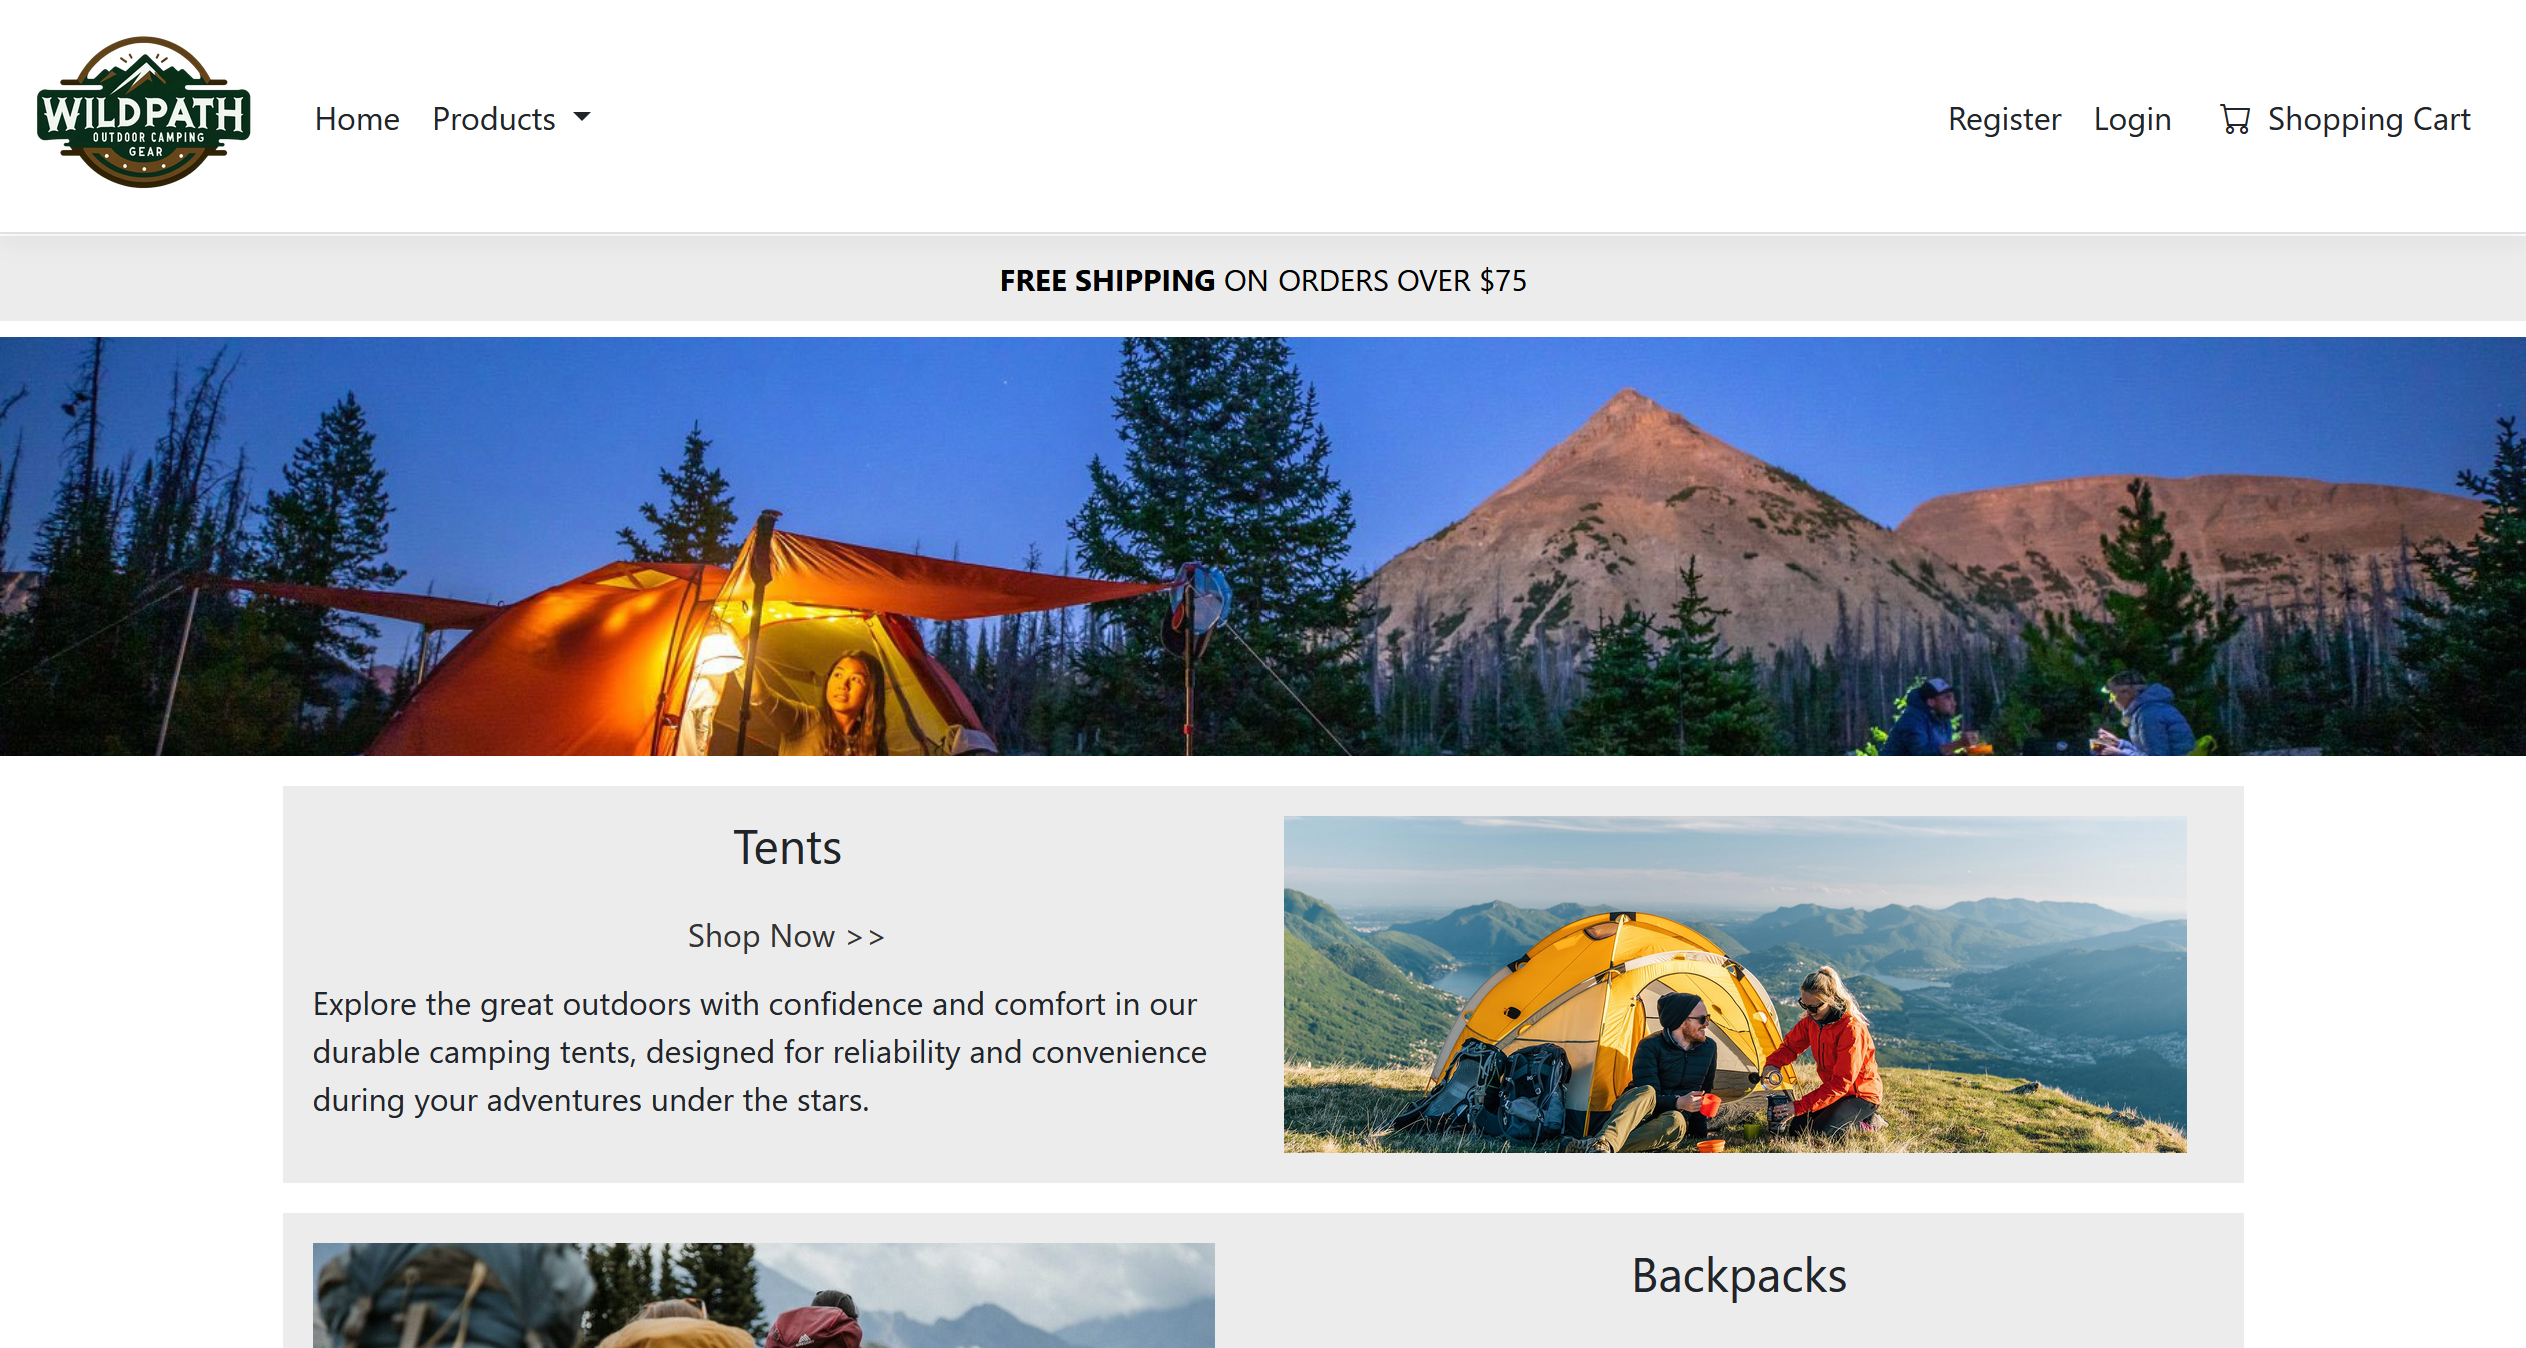 WILDPATH
OUTDOOR CAMPING
GEAR
Home
Products
Register
Login
Shopping Cart
FREE SHIPPING ON ORDERS OVER $75
Tents
Shop Now >>
Explore the great outdoors with confidence and comfort in our
durable camping tents, designed for reliability and convenience
during your adventures under the stars.
Backpacks